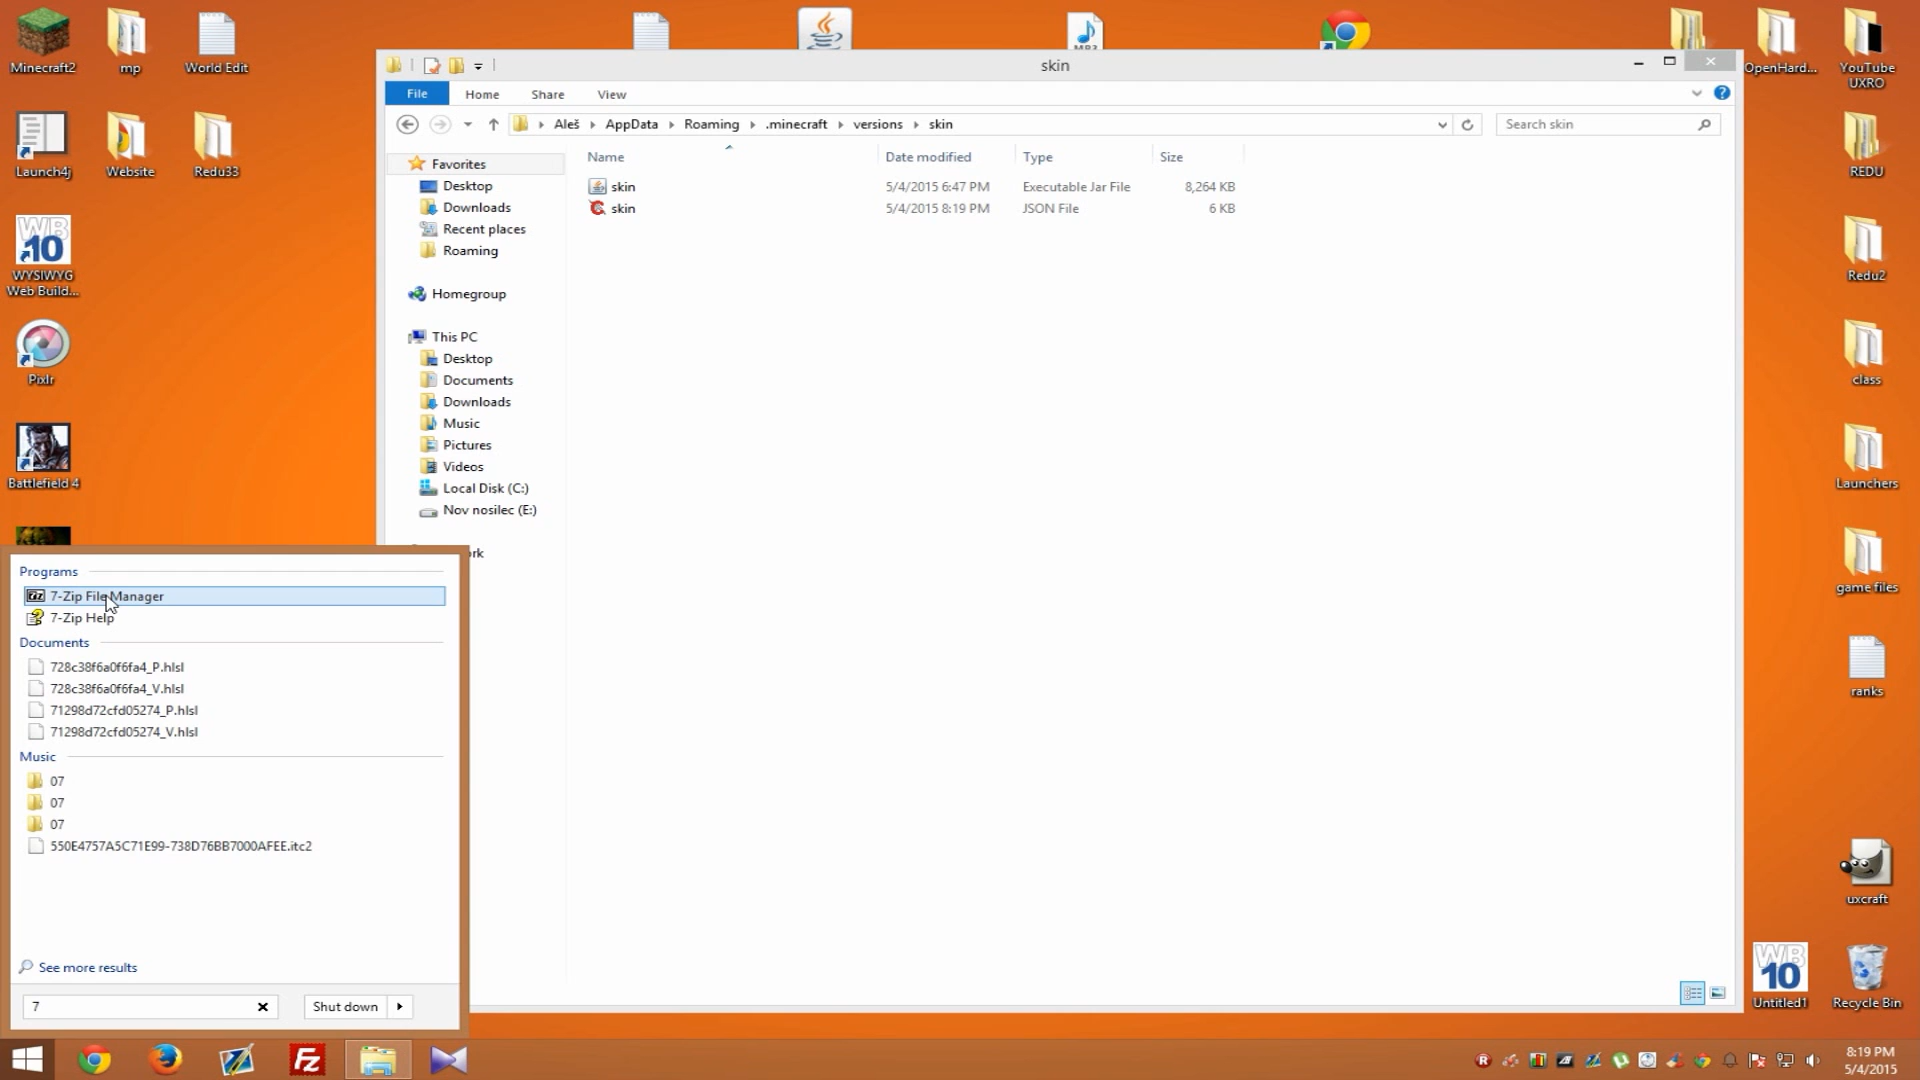 Minecraft2
mp
World Edit
Launch4j
Website
Redu33
WYSIWYG
Web Build...
Pixlr
Battlefield 4
MP3
skin
File
Home
Share
View
Aleš
AppData
Roaming
.minecraft
versions
skin
Search skin
Name
Date modified
Type
Size
skin
5/4/2015 6:47 PM
Executable Jar File
8,264 KB
skin
5/4/2015 8:19 PM
JSON File
6 KB
Favorites
Desktop
Downloads
Recent places
Roaming
Homegroup
This PC
Desktop
Documents
Downloads
Music
Pictures
Videos
Local Disk (C:)
Nov nosilec (E:)
ork
Programs
7-Zip File Manager
7-Zip Help
Documents
728c38f6a0f6fa4_P.hlsl
728c38f6a0f6fa4_V.hlsl
71298d72cfd05274_P.hlsl
71298d72cfd05274_V.hlsl
Music
07
07
07
550E4757A5C71E99-738D76BB7000AFEE.itc2
See more results
7
Shut down
OpenHard...
YouTube
UXRO
REDU
Redu2
class
Launchers
game files
ranks
uxcraft
WB
10
Untitled1
Recycle Bin
8:19 PM
5/4/2015